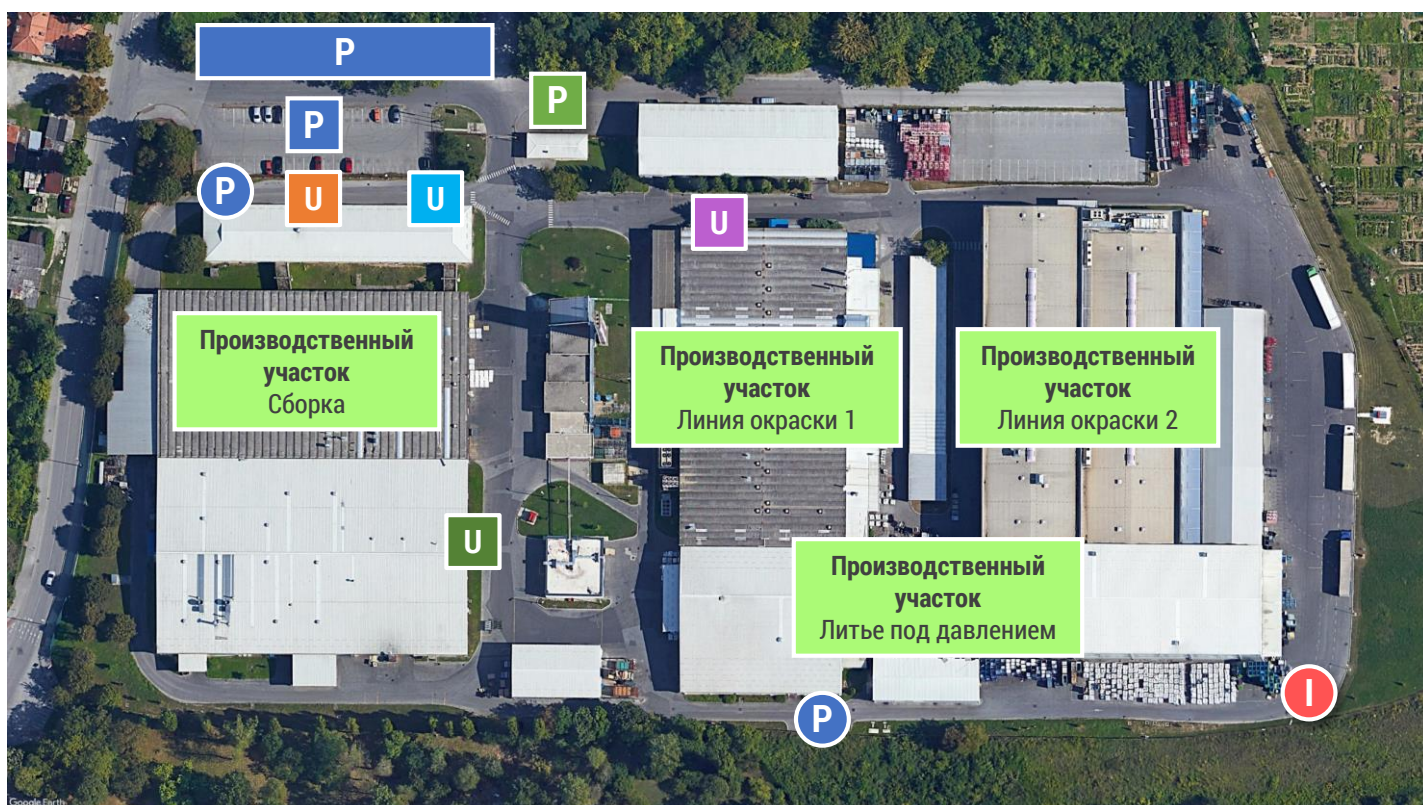 P
P
P
P
U
U
U
Производственный
участок
Сборка
Производственный
участок
Линия окраски 1
Производственный
участок
Линия окраски 2
U
Производственный
участок
Литье под давлением
I
P
Google Earth